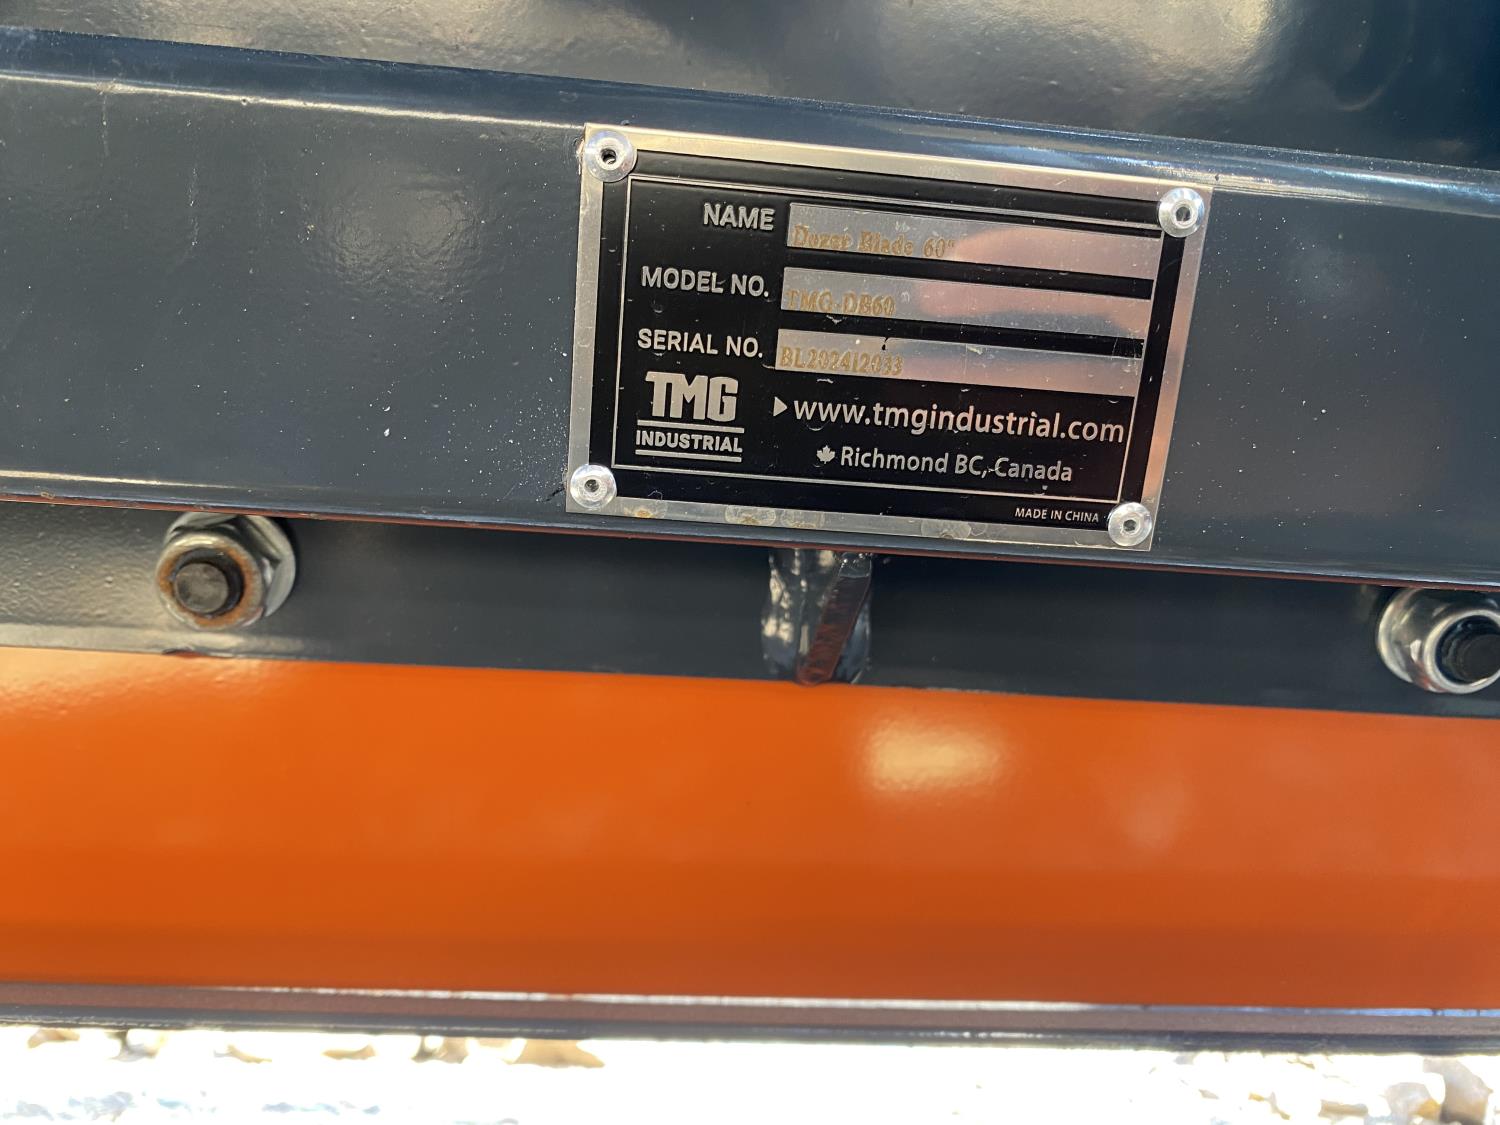 NAME Dozer Blade 60"
MODEL NO. TMG-DB60
SERIAL NO. BL202412033
TMG
INDUSTRIAL
www.tmgindustrial.com
Richmond BC, Canada
MADE IN CHINA